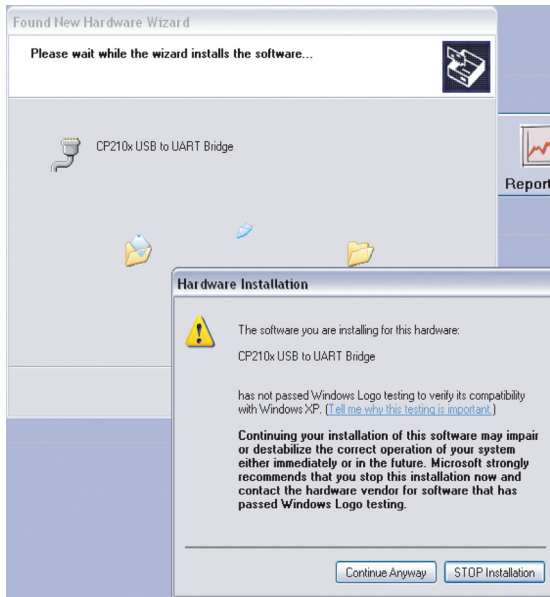 Found New Hardware Wizard
Please wait while the wizard installs the software...
CP210x USB to UART Bridge
Report
Hardware Installation
The software you are installing for this hardware:
CP210x USB to UART Bridge
has not passed Windows Logo testing to verify its compatibility
with Windows XP. (Tell me why this testing is important.)
Continuing your installation of this software may impair
or destabilize the correct operation of your system
either immediately or in the future. Microsoft strongly
recommends that you stop this installation now and
contact the hardware vendor for software that has
passed Windows Logo testing.
Continue Anyway
STOP Installation